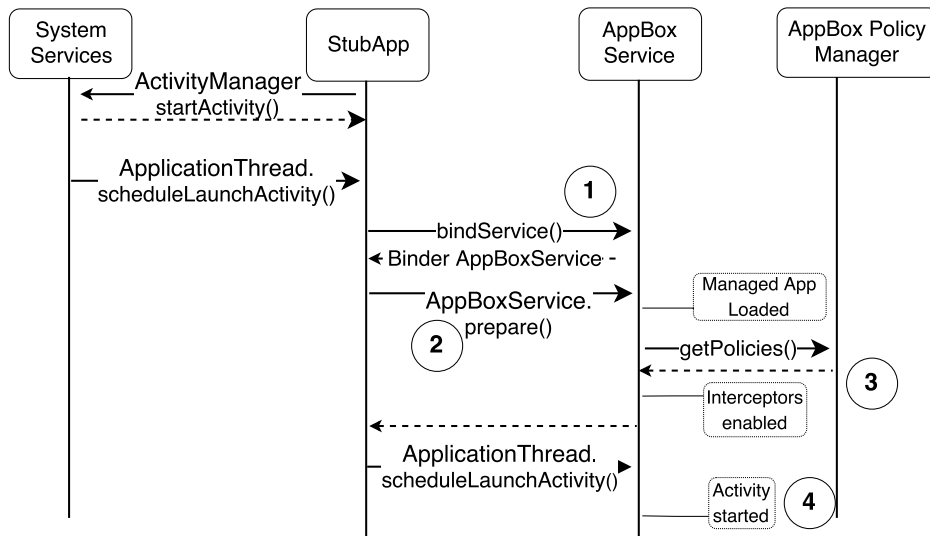 System
Services
StubApp
AppBox
Service
AppBox Policy
Manager
ActivityManager
startActivity()
ApplicationThread.
scheduleLaunchActivity()
1
bindService()
Binder AppBoxService
Managed App
Loaded
AppBoxService.
prepare()
2
getPolicies()
3
Interceptors
enabled
ApplicationThread.
scheduleLaunchActivity()
Activity
started
4